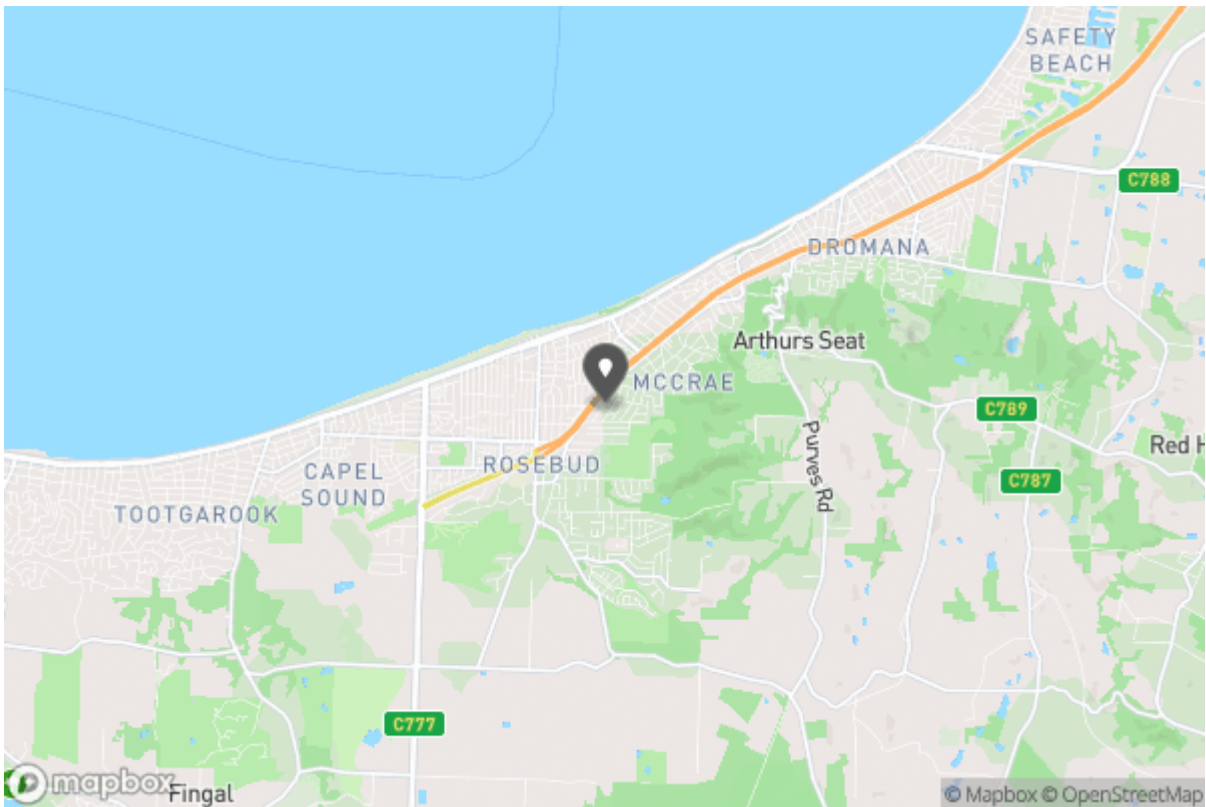 SAFETY
BEACH
C788
DROMANA
Arthurs Seat
MCCRAE
C789
Purves Rd
Red H
ROSEBUD
CAPEL
SOUND
C787
TOOTGAROOK
C777
mapbox
Fingal
© Mapbox © OpenStreetMap